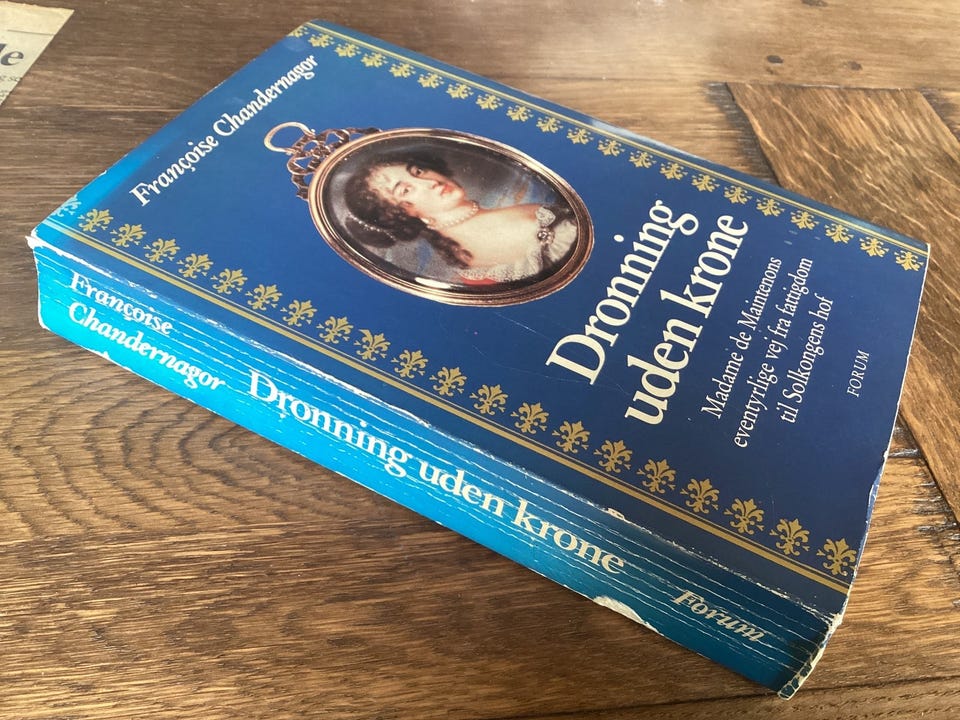 Françoise Chandernagor
Dronning
uden krone
Madame de Maintenons
eventyrlige vej fra fattigdom
til Solkongens hof
FORUM
Françoise
Chandernagor
Dronning uden krone
Forum